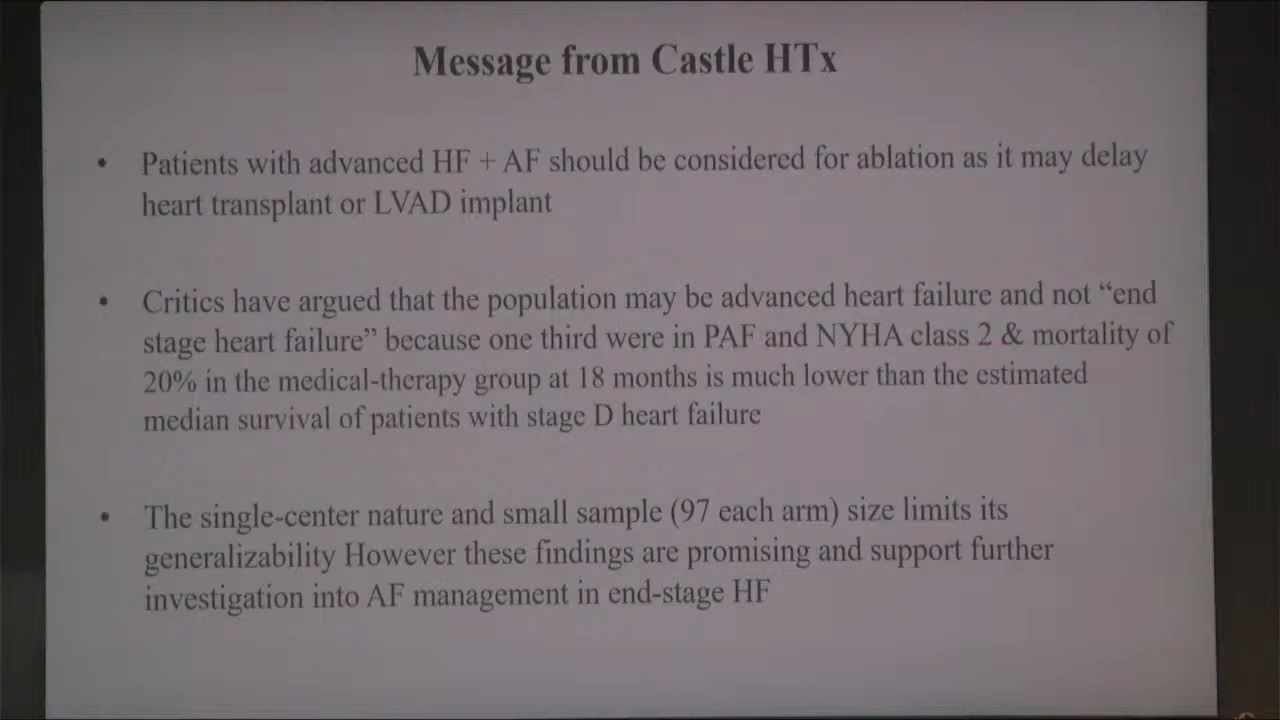 Message from Castle HTx
• Patients with advanced HF + AF should be considered for ablation as it may delay
heart transplant or LVAD implant
• Critics have argued that the population may be advanced heart failure and not “end
stage heart failure” because one third were in PAF and NYHA class 2 & mortality of
20% in the medical-therapy group at 18 months is much lower than the estimated
median survival of patients with stage D heart failure
• The single-center nature and small sample (97 each arm) size limits its
generalizability However these findings are promising and support further
investigation into AF management in end-stage HF